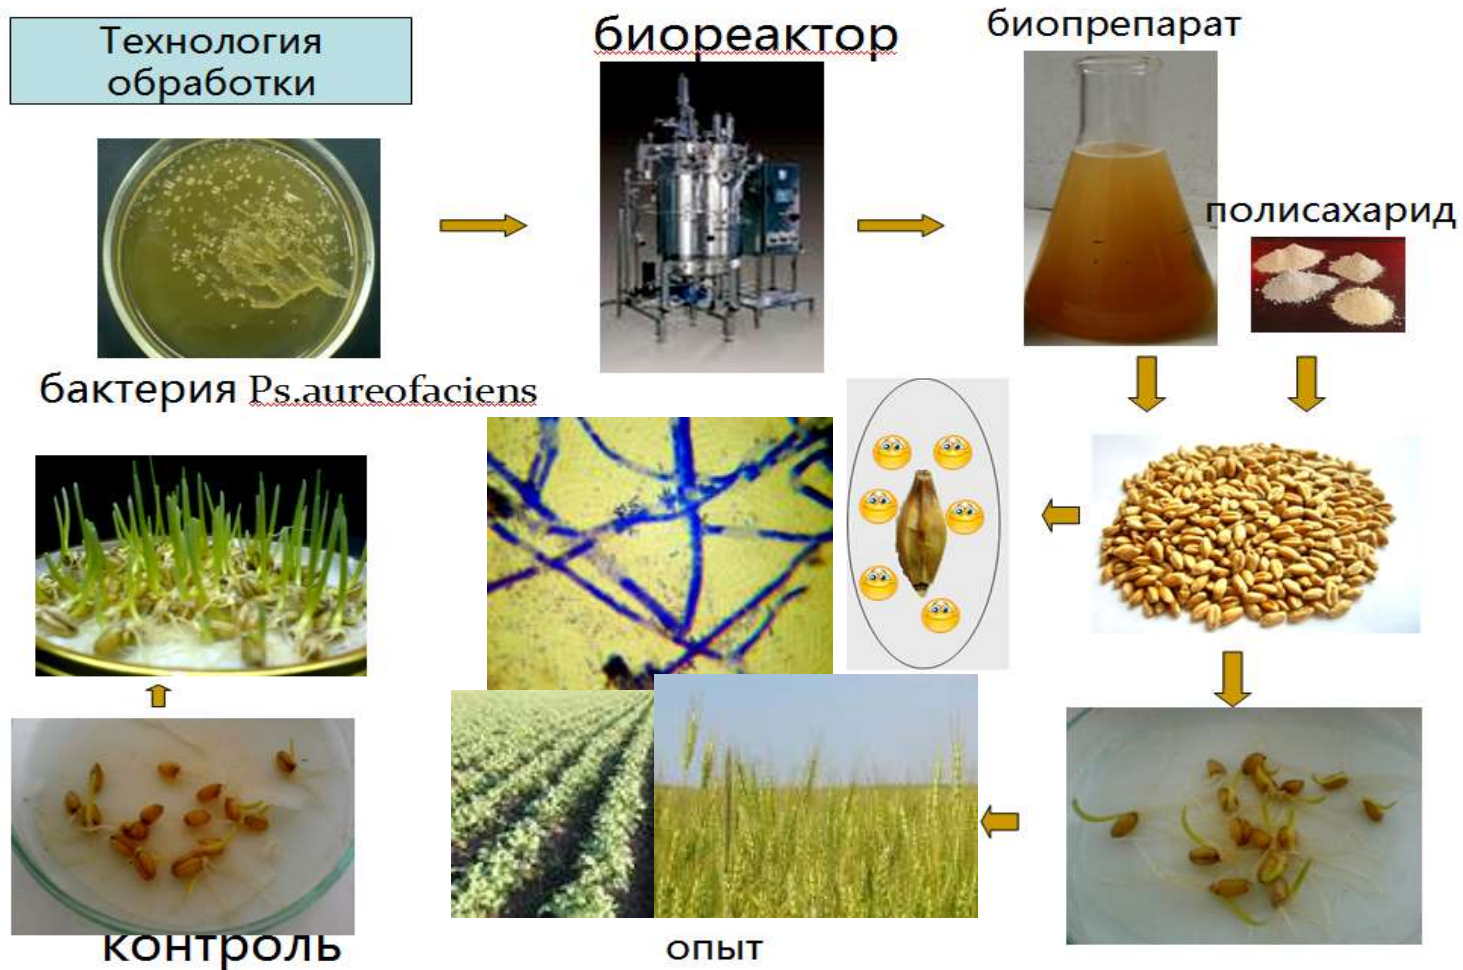 Технология
обработки
биореактор
биопрепарат
полисахарид
бактерия Ps.aureofaciens
контроль
опыт